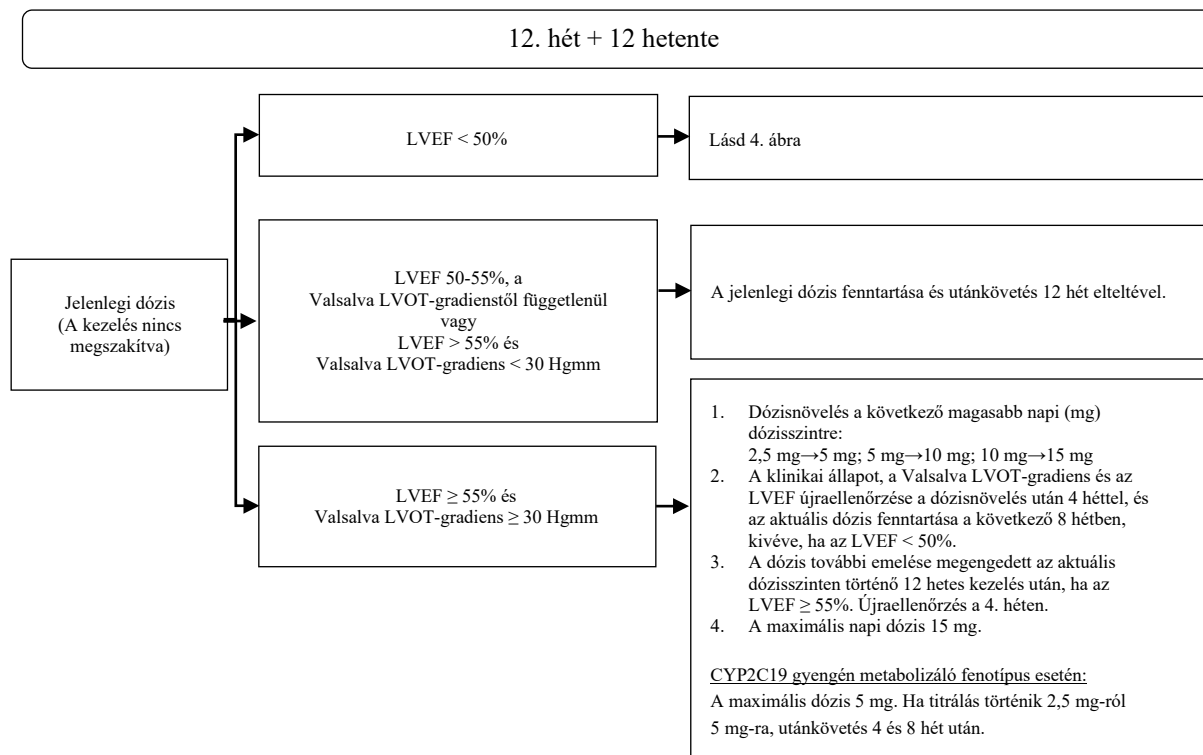 12. hét + 12 hetente
Jelenlegi dózis
(A kezelés nincs
megszakítva)
LVEF < 50%
Lásd 4. ábra
LVEF 50-55%, a
Valsalva LVOT-gradienstől függetlenül
vagy
LVEF > 55% és
Valsalva LVOT-gradiens < 30 Hgmm
A jelenlegi dózis fenntartása és utánkövetés 12 hét elteltével.
LVEF ≥ 55% és
Valsalva LVOT-gradiens ≥ 30 Hgmm
1. Dózisnövelés a következő magasabb napi (mg)
dózisszintre:
2,5 mg→5 mg; 5 mg→10 mg; 10 mg→15 mg
2. A klinikai állapot, a Valsalva LVOT-gradiens és az
LVEF újraellenőrzése a dózisnövelés után 4 héttel, és
az aktuális dózis fenntartása a következő 8 hétben,
kivéve, ha az LVEF < 50%.
3. A dózis további emelése megengedett az aktuális
dózisszinten történő 12 hetes kezelés után, ha az
LVEF ≥ 55%. Újraellenőrzés a 4. héten.
4. A maximális napi dózis 15 mg.
CYP2C19 gyengén metabolizáló fenotípus esetén:
A maximális dózis 5 mg. Ha titrálás történik 2,5 mg-ról
5 mg-ra, utánkövetés 4 és 8 hét után.